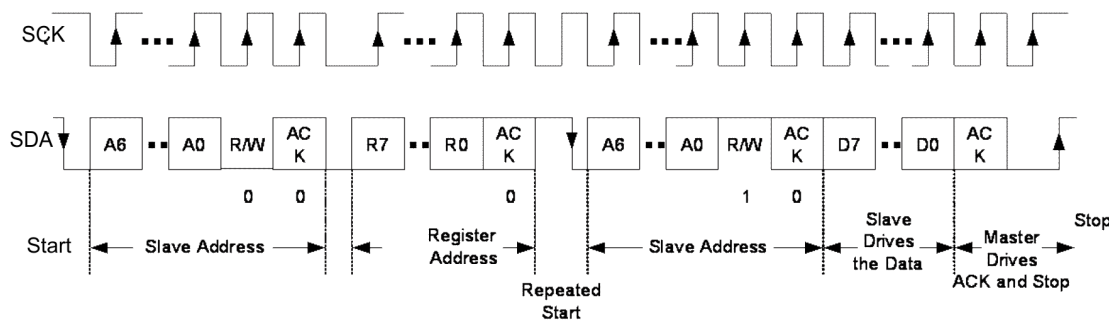 SCK
SDA A6 A0 R/W AC K R7 R0 AC K A6 A0 R/W AC K D7 D0 AC K
0 0 0 1 0
Start Slave Address Register Address Slave Address Slave Drives the Data Master Drives ACK and Stop Stop
Repeated Start